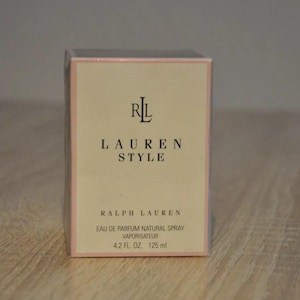 RLL
LAUREN
STYLE
RALPH LAUREN
EAU DE PARFUM NATURAL SPRAY
VAPORISATEUR
4.2 FL. OZ. 125 ml